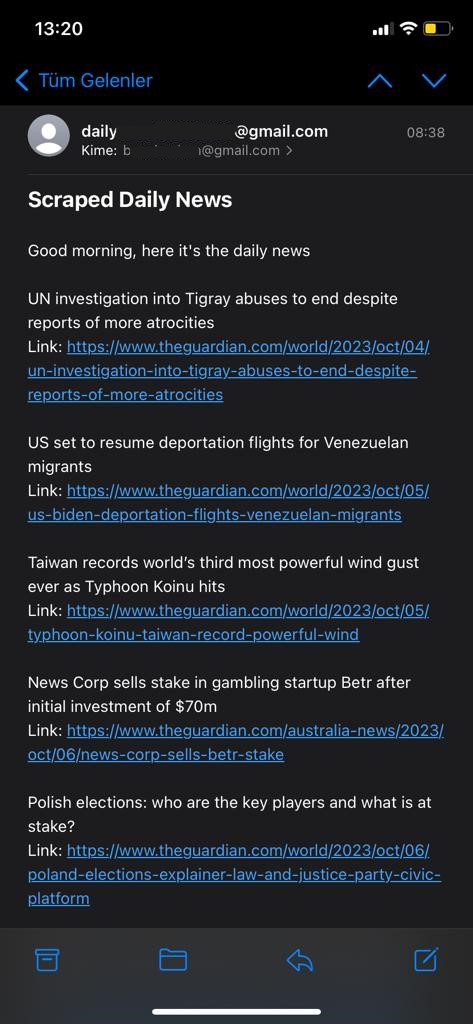 13:20
Tüm Gelenler
daily @gmail.com
08:38
Kime: b @gmail.com
Scraped Daily News
Good morning, here it's the daily news
UN investigation into Tigray abuses to end despite
reports of more atrocities
Link: https://www.theguardian.com/world/2023/oct/04/
un-investigation-into-tigray-abuses-to-end-despite-
reports-of-more-atrocities
US set to resume deportation flights for Venezuelan
migrants
Link: https://www.theguardian.com/world/2023/oct/05/
us-biden-deportation-flights-venezuelan-migrants
Taiwan records world’s third most powerful wind gust
ever as Typhoon Koinu hits
Link: https://www.theguardian.com/world/2023/oct/05/
typhoon-koinu-taiwan-record-powerful-wind
News Corp sells stake in gambling startup Betr after
initial investment of $70m
Link: https://www.theguardian.com/australia-news/2023/
oct/06/news-corp-sells-betr-stake
Polish elections: who are the key players and what is at
stake?
Link: https://www.theguardian.com/world/2023/oct/06/
poland-elections-explainer-law-and-justice-party-civic-
platform